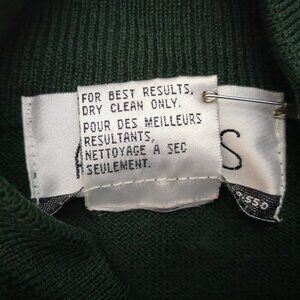 FOR BEST RESULTS,
DRY CLEAN ONLY.
POUR DES MEILLEURS
RESULTANTS,
NETTOYAGE A SEC
SEULEMENT.
S